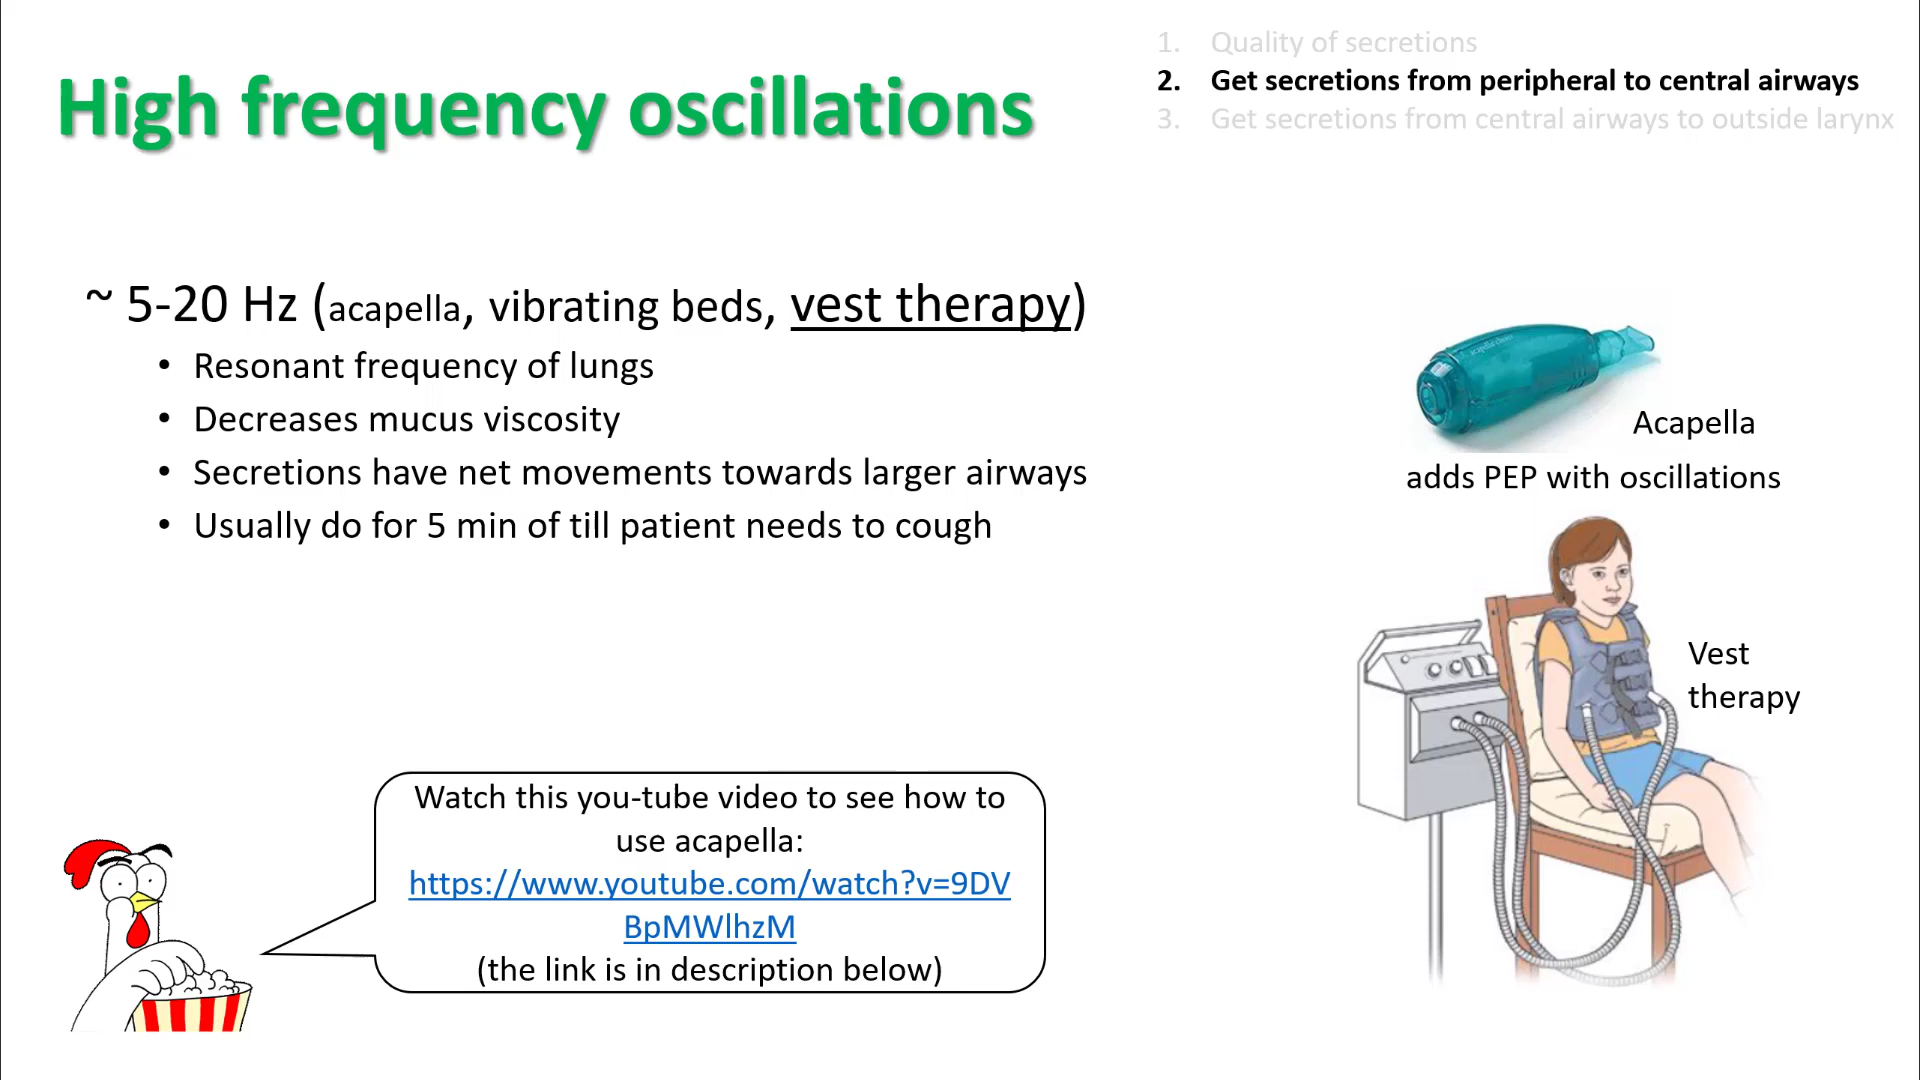 High frequency oscillations
1. Quality of secretions
2. Get secretions from peripheral to central airways
3. Get secretions from central airways to outside larynx
~ 5-20 Hz (acapella, vibrating beds, vest therapy)
• Resonant frequency of lungs
• Decreases mucus viscosity
• Secretions have net movements towards larger airways
• Usually do for 5 min of till patient needs to cough
Acapella
adds PEP with oscillations
Vest
therapy
Watch this you-tube video to see how to
use acapella:
https://www.youtube.com/watch?v=9DV
BpMWlhzM
(the link is in description below)